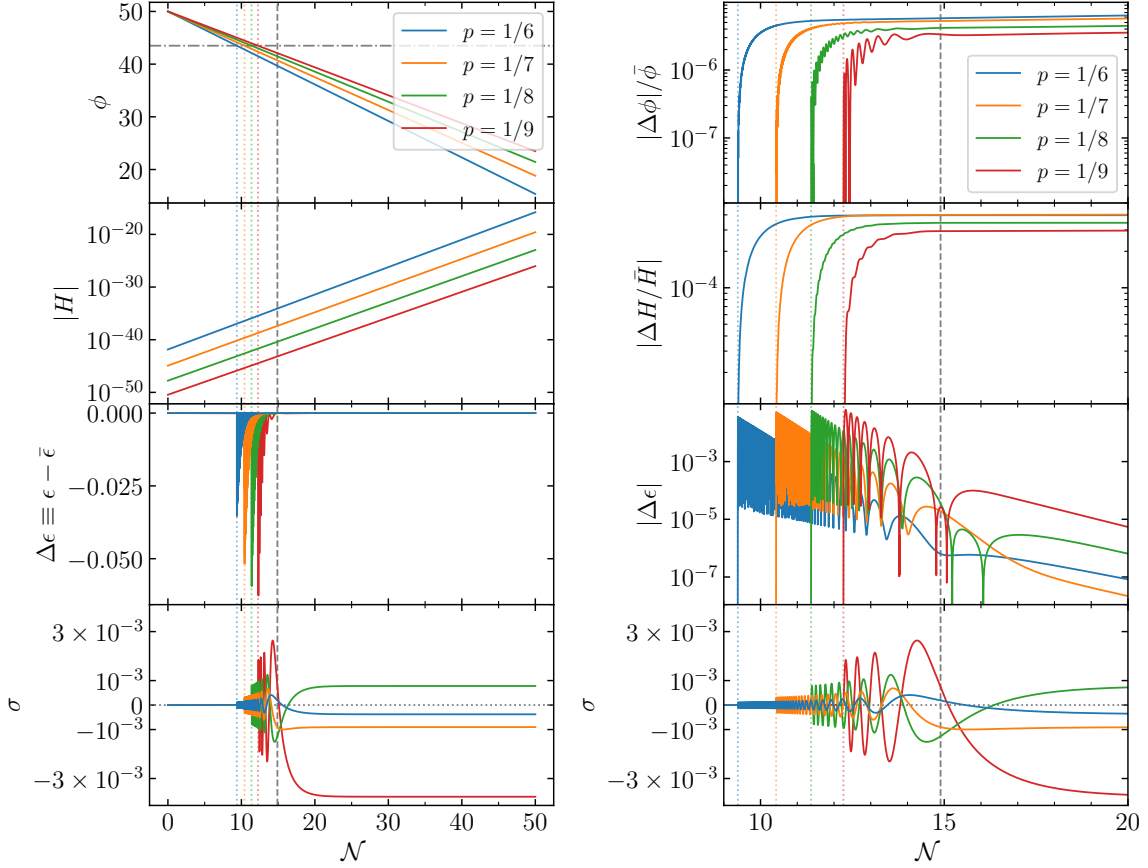 50
40
30
20
ϕ
p = 1/6
p = 1/7
p = 1/8
p = 1/9
10⁻²⁰
10⁻³⁰
10⁻⁴⁰
10⁻⁵⁰
|H|
0.000
−0.025
−0.050
Δϵ ≡ ϵ − ϵ̄
3 × 10⁻³
10⁻³
0
−10⁻³
−3 × 10⁻³
σ
0 10 20 30 40 50
𝒩
10⁻⁶
10⁻⁷
|Δϕ|/ϕ̄
p = 1/6
p = 1/7
p = 1/8
p = 1/9
10⁻⁴
|ΔH/H̄|
10⁻³
10⁻⁵
10⁻⁷
|Δϵ|
3 × 10⁻³
10⁻³
0
−10⁻³
−3 × 10⁻³
σ
10 15 20
𝒩